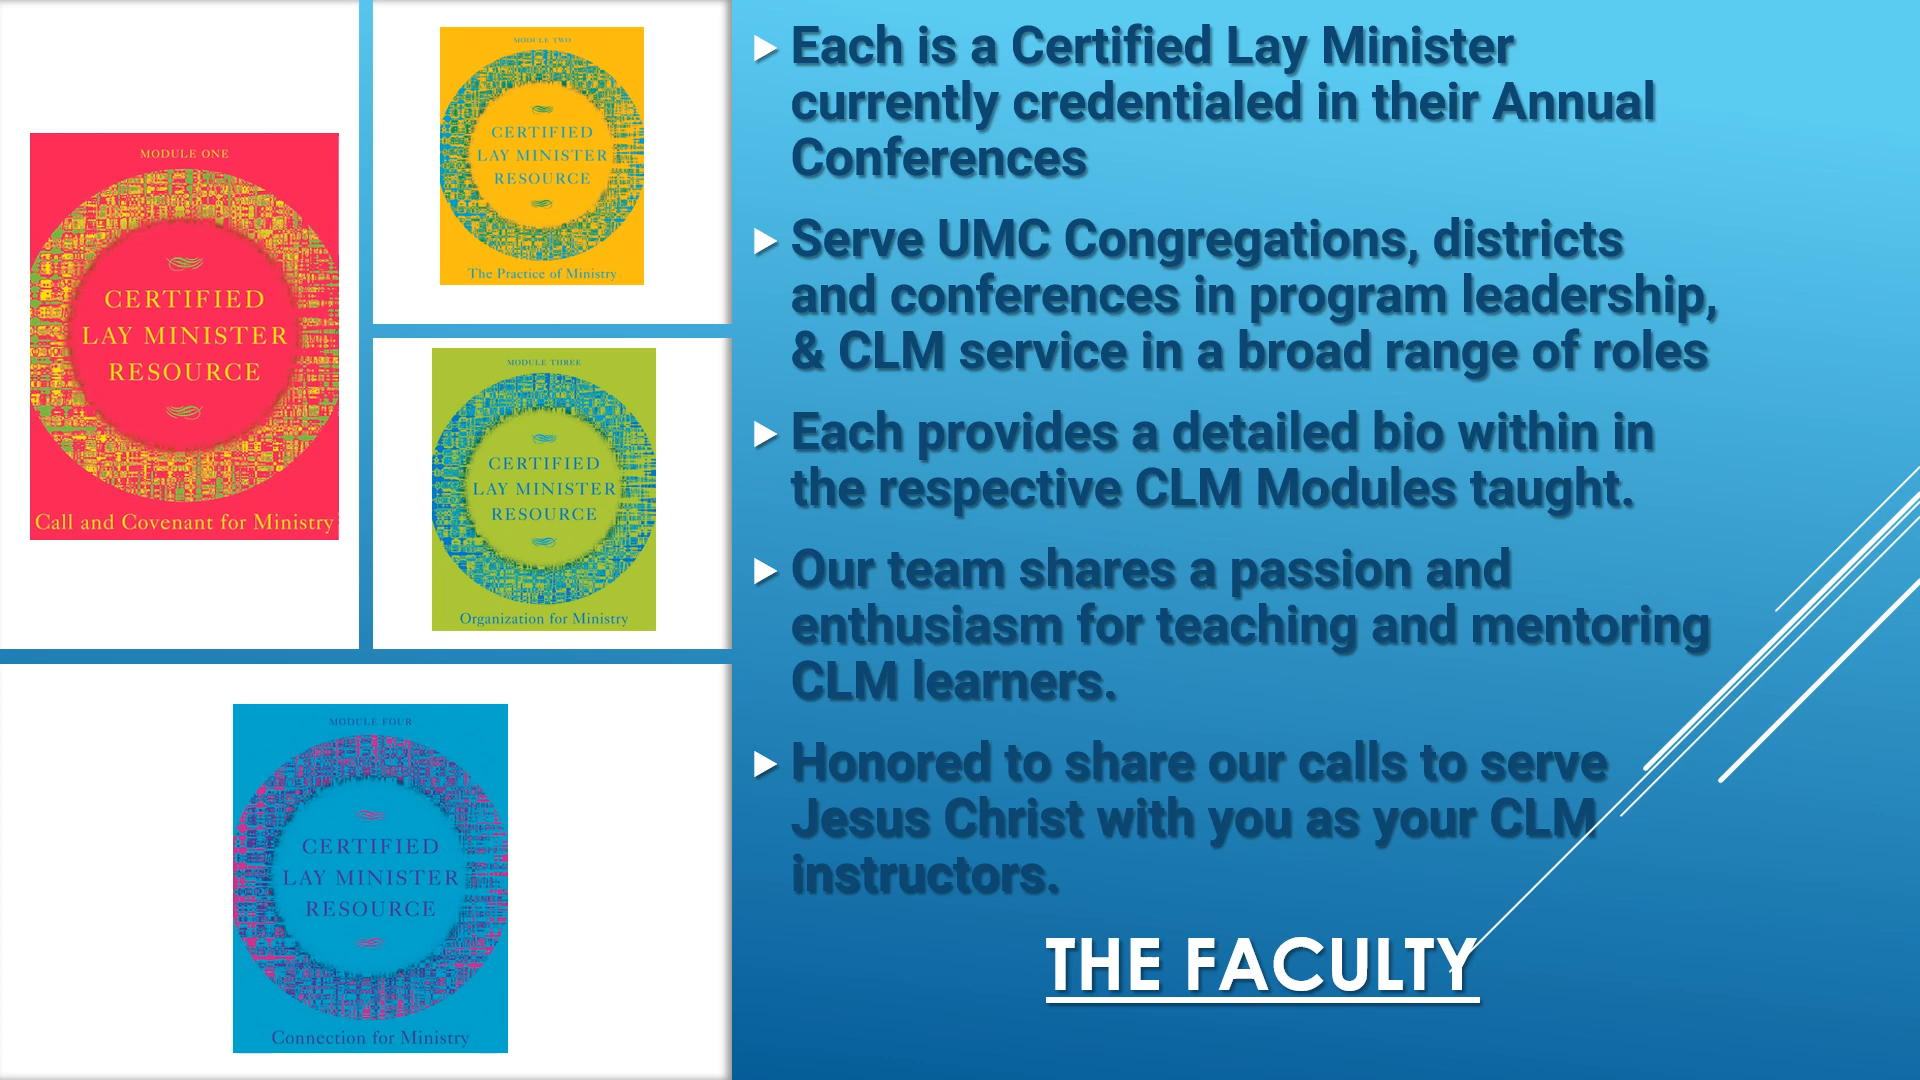 MODULE ONE
CERTIFIED
LAY MINISTER
RESOURCE
Call and Covenant for Ministry
MODULE TWO
CERTIFIED
LAY MINISTER
RESOURCE
The Practice of Ministry
MODULE THREE
CERTIFIED
LAY MINISTER
RESOURCE
Organization for Ministry
MODULE FOUR
CERTIFIED
LAY MINISTER
RESOURCE
Connection for Ministry
Each is a Certified Lay Minister
currently credentialed in their Annual
Conferences
Serve UMC Congregations, districts
and conferences in program leadership,
& CLM service in a broad range of roles
Each provides a detailed bio within in
the respective CLM Modules taught.
Our team shares a passion and
enthusiasm for teaching and mentoring
CLM learners.
Honored to share our calls to serve
Jesus Christ with you as your CLM
instructors.
THE FACULTY